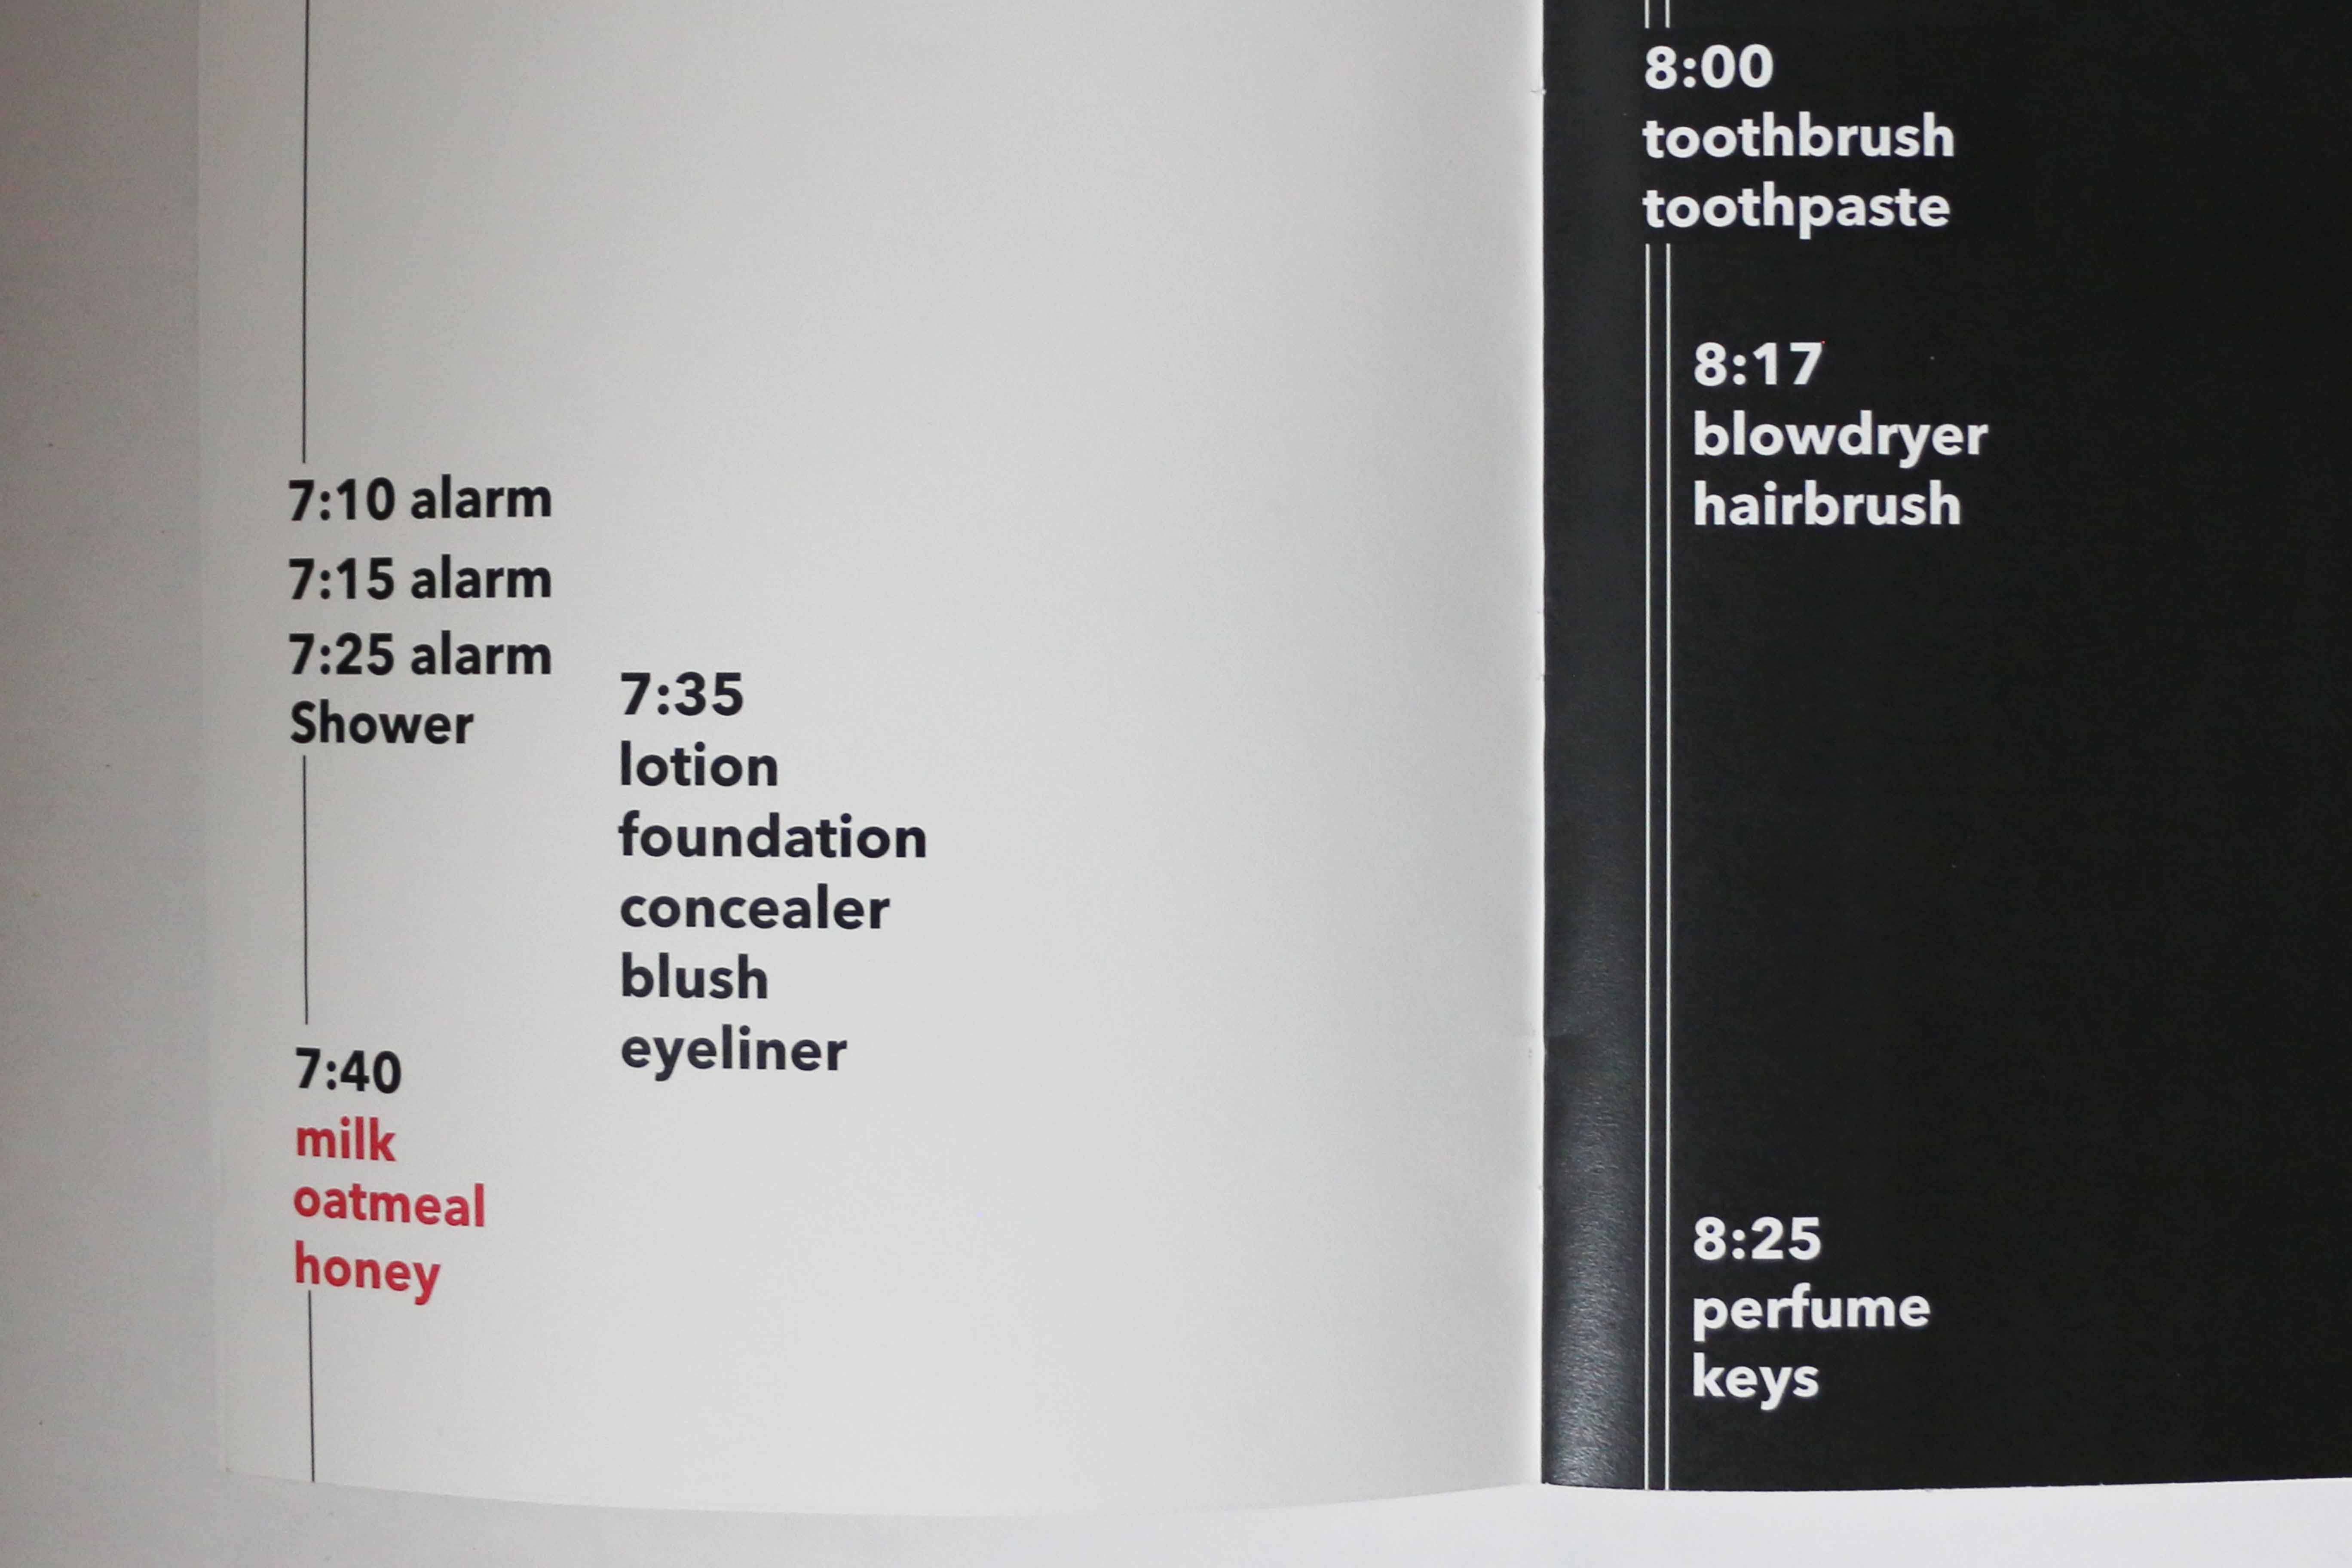 7:10 alarm
7:15 alarm
7:25 alarm
Shower
7:35
lotion
foundation
concealer
blush
eyeliner
7:40
milk
oatmeal
honey
8:00
toothbrush
toothpaste
8:17
blowdryer
hairbrush
8:25
perfume
keys